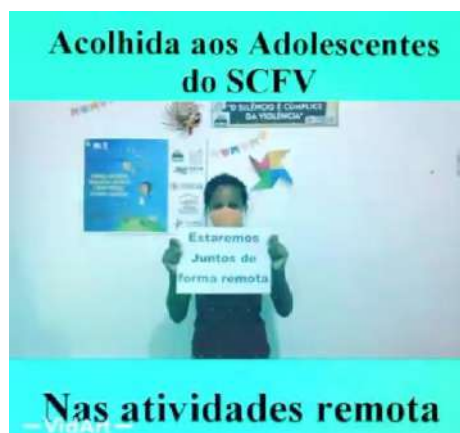 Acolhida aos Adolescentes
do SCFV
"O SILÊNCIO É CÚMPLICE
DA VIOLÊNCIA"
Estaremos
Juntos de
forma remota
Nas atividades remota
VidArt